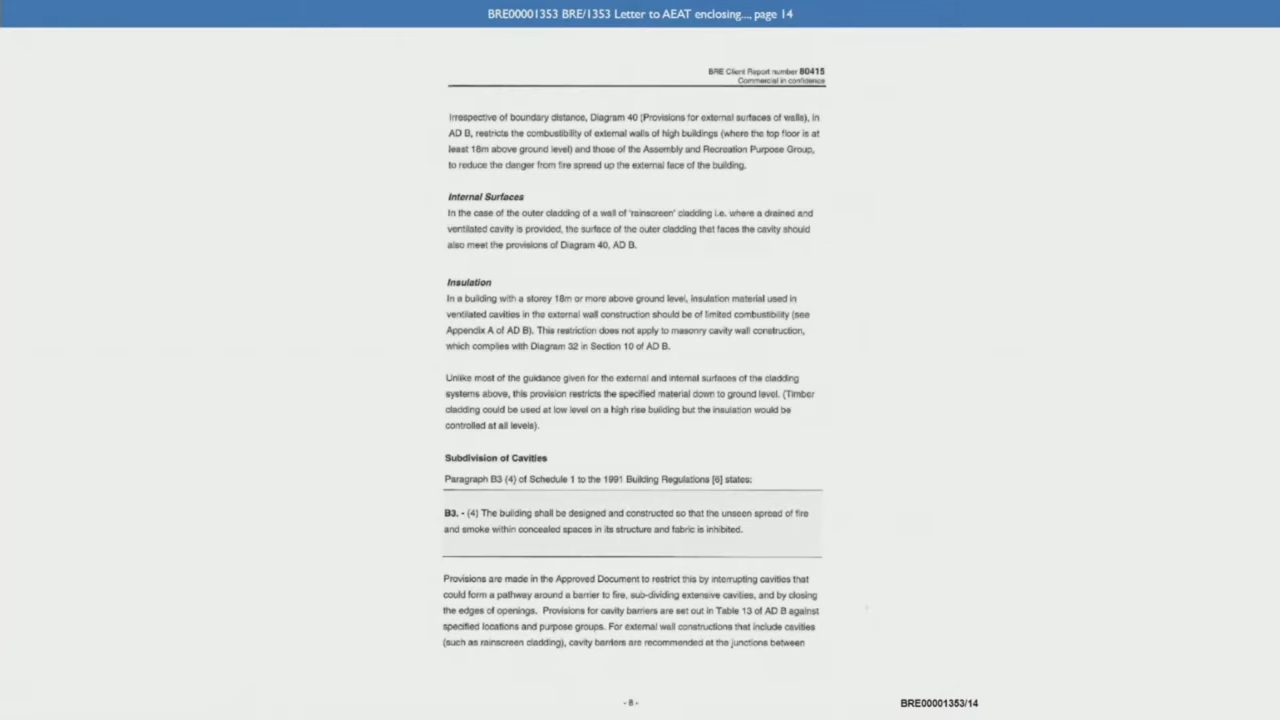 BRE00001353 BRE/1353 Letter to AEAT enclosing..., page 14
BRE Client Report number 80415
Commercial in confidence
Irrespective of boundary distance, Diagram 40 (Provisions for external surfaces of walls), in
AD B, restricts the combustibility of external walls of high buildings (where the top floor is at
least 18m above ground level) and those of the Assembly and Recreation Purpose Group,
to reduce the danger from fire spread up the external face of the building.
Internal Surfaces
In the case of the outer cladding of a wall of 'rainscreen' cladding i.e. where a drained and
ventilated cavity is provided, the surface of the outer cladding that faces the cavity should
also meet the provisions of Diagram 40, AD B.
Insulation
In a building with a storey 18m or more above ground level, insulation material used in
ventilated cavities in the external wall construction should be of limited combustibility (see
Appendix A of AD B). This restriction does not apply to masonry cavity wall construction,
which complies with Diagram 32 in Section 10 of AD B.
Unlike most of the guidance given for the external and internal surfaces of the cladding
systems above, this provision restricts the specified material down to ground level. (Timber
cladding could be used at low level on a high rise building but the insulation would be
controlled at all levels).
Subdivision of Cavities
Paragraph B3 (4) of Schedule 1 to the 1991 Building Regulations [6] states:
B3. - (4) The building shall be designed and constructed so that the unseen spread of fire
and smoke within concealed spaces in its structure and fabric is inhibited.
Provisions are made in the Approved Document to restrict this by interrupting cavities that
could form a pathway around a barrier to fire, sub-dividing extensive cavities, and by closing
the edges of openings. Provisions for cavity barriers are set out in Table 13 of AD B against
specified locations and purpose groups. For external wall constructions that include cavities
(such as rainscreen cladding), cavity barriers are recommended at the junctions between
- 8 -
BRE00001353/14